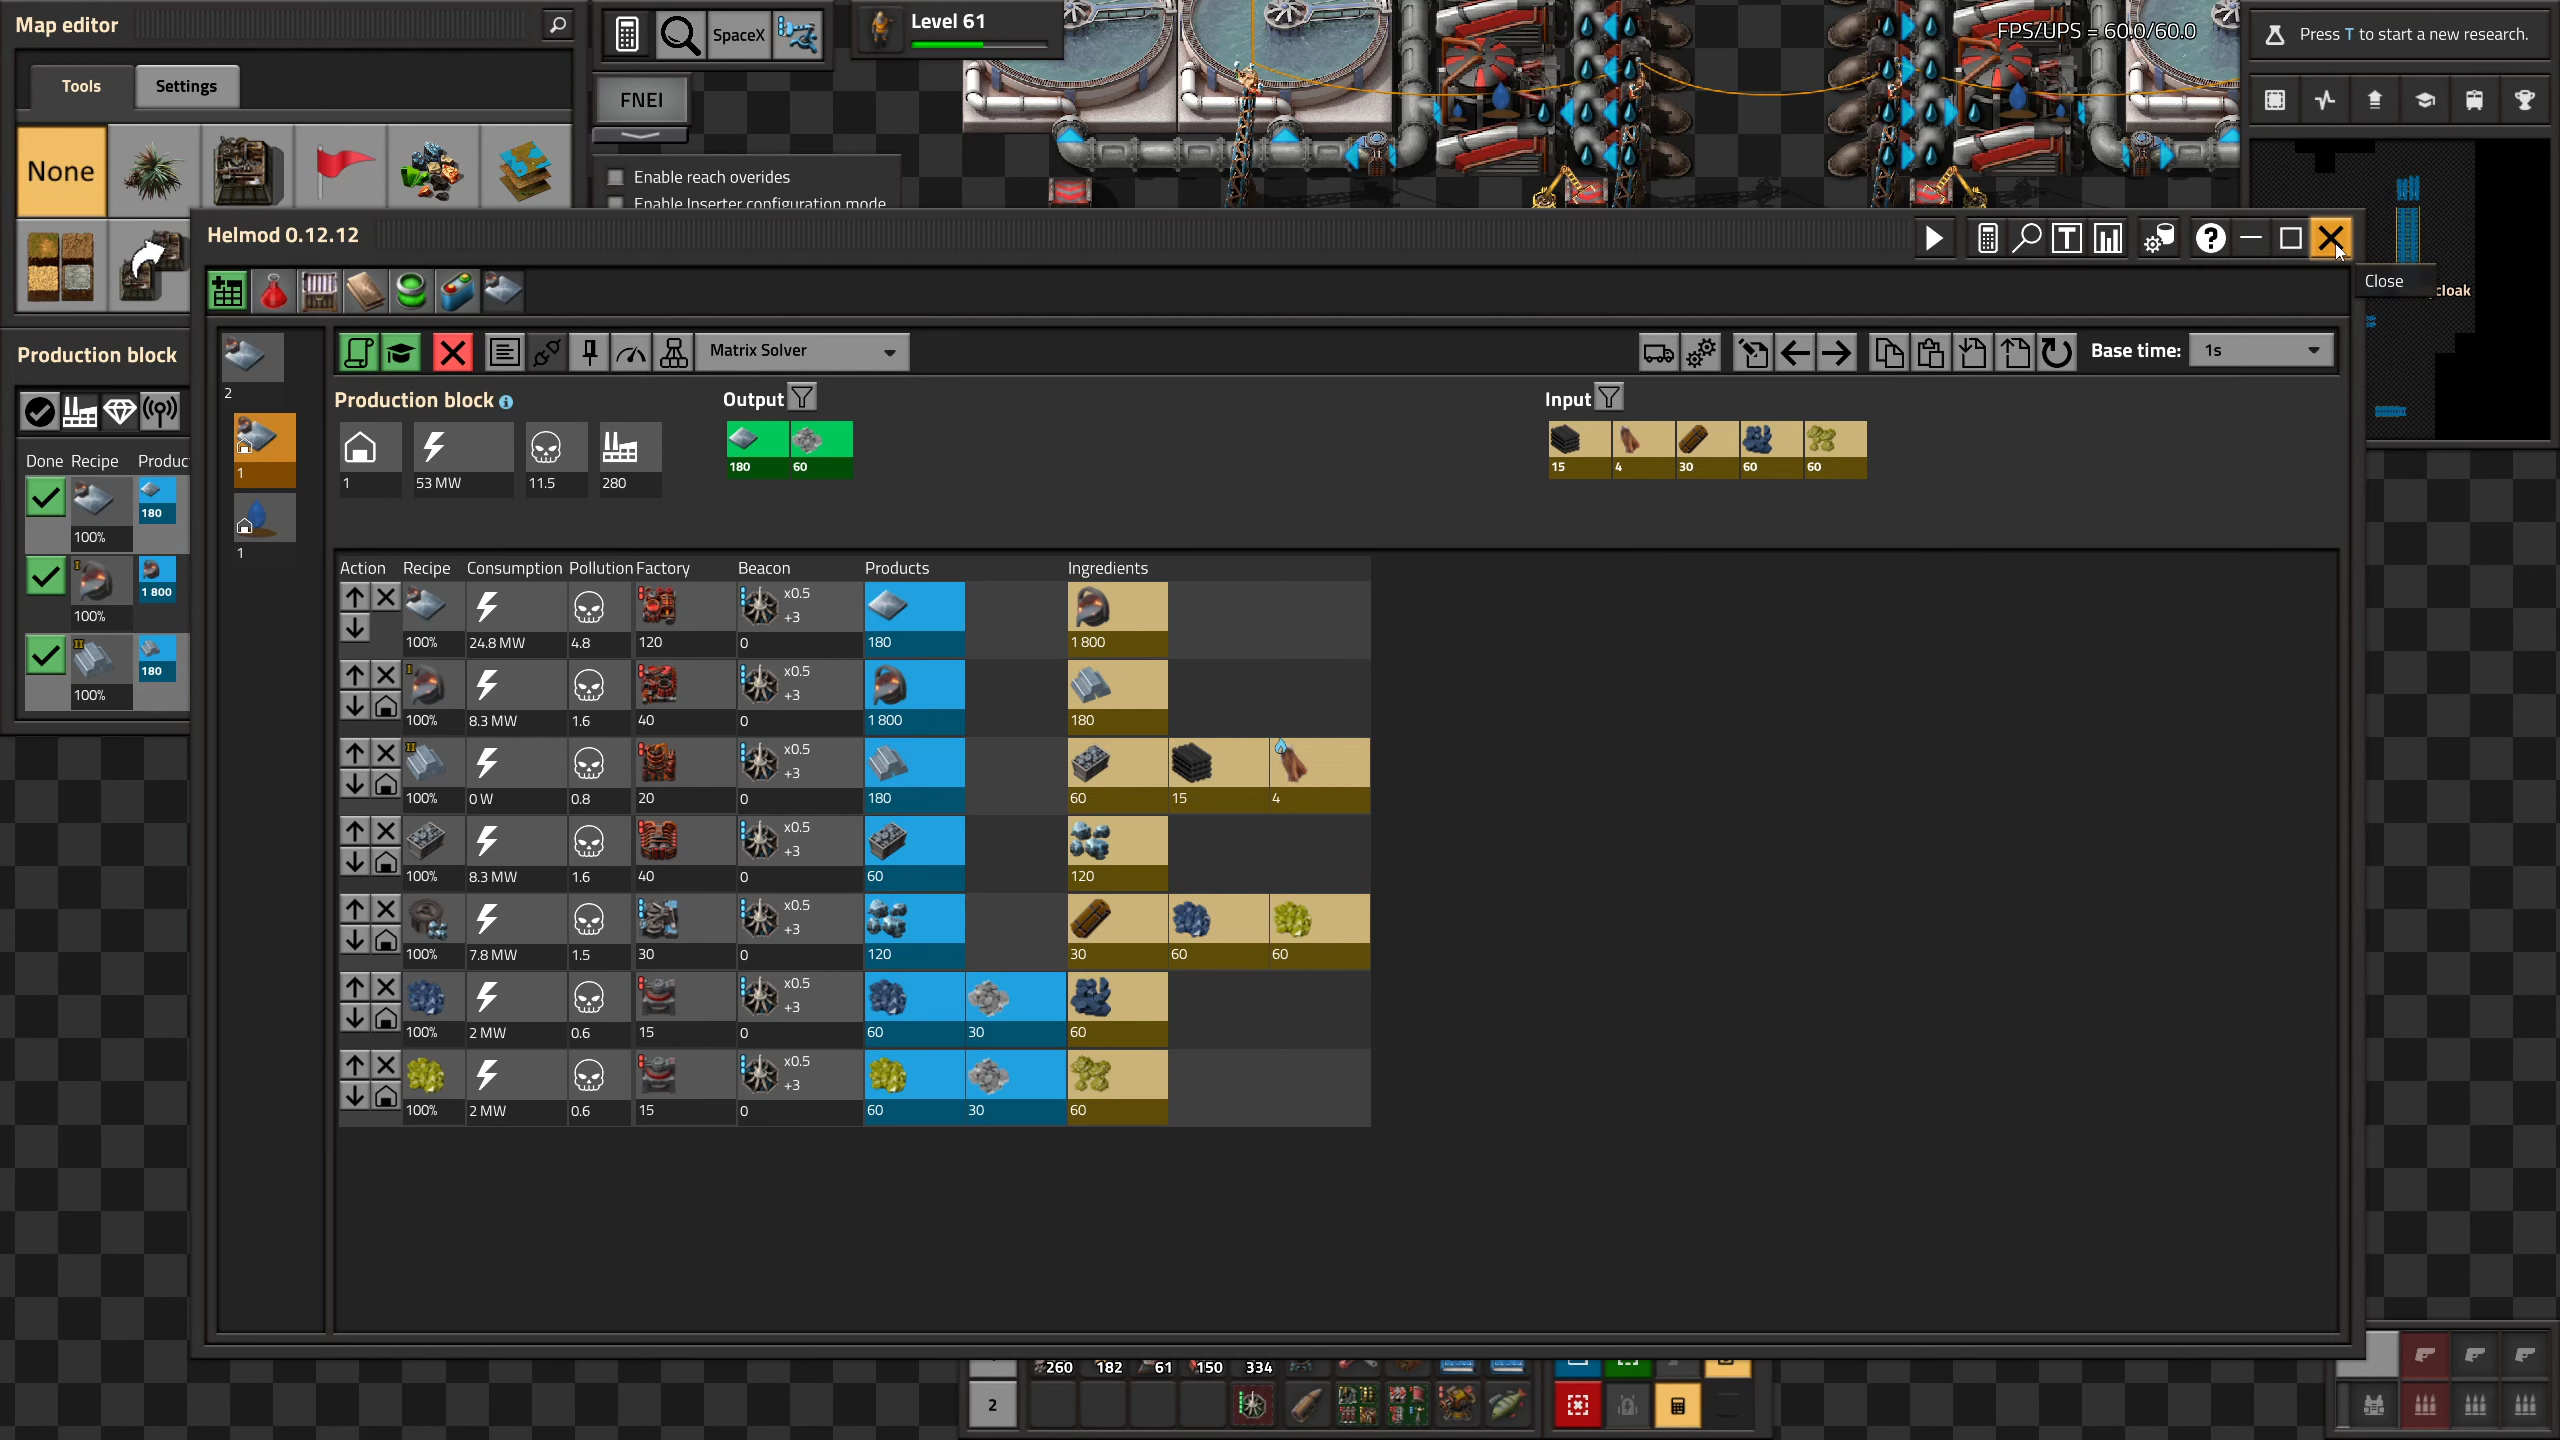 Map editor
Tools
Settings
None
SpaceX
Level 61
FNEI
Enable reach overides
Enable Inserter configuration mode
FPS/UPS = 60.0/60.0
Press T to start a new research.
cloak
Helmod 0.12.12
Close
2
1
1
Matrix Solver
Base time:
1s
Production block
Output
Input
1
53 MW
11.5
280
180
60
15
4
30
60
60
Production block
Done Recipe Produc
180
100%
1 800
100%
180
100%
Action Recipe Consumption Pollution Factory Beacon Products Ingredients
x0.5
+3
100% 24.8 MW 4.8 120 0 180 1 800
I
x0.5
+3
100% 8.3 MW 1.6 40 0 1 800 180
II
x0.5
+3
100% 0 W 0.8 20 0 180 60 15 4
x0.5
+3
100% 8.3 MW 1.6 40 0 60 120
x0.5
+3
100% 7.8 MW 1.5 30 0 120 30 60 60
x0.5
+3
100% 2 MW 0.6 15 0 60 30 60
x0.5
+3
100% 2 MW 0.6 15 0 60 30 60
260 182 61 150 334
2